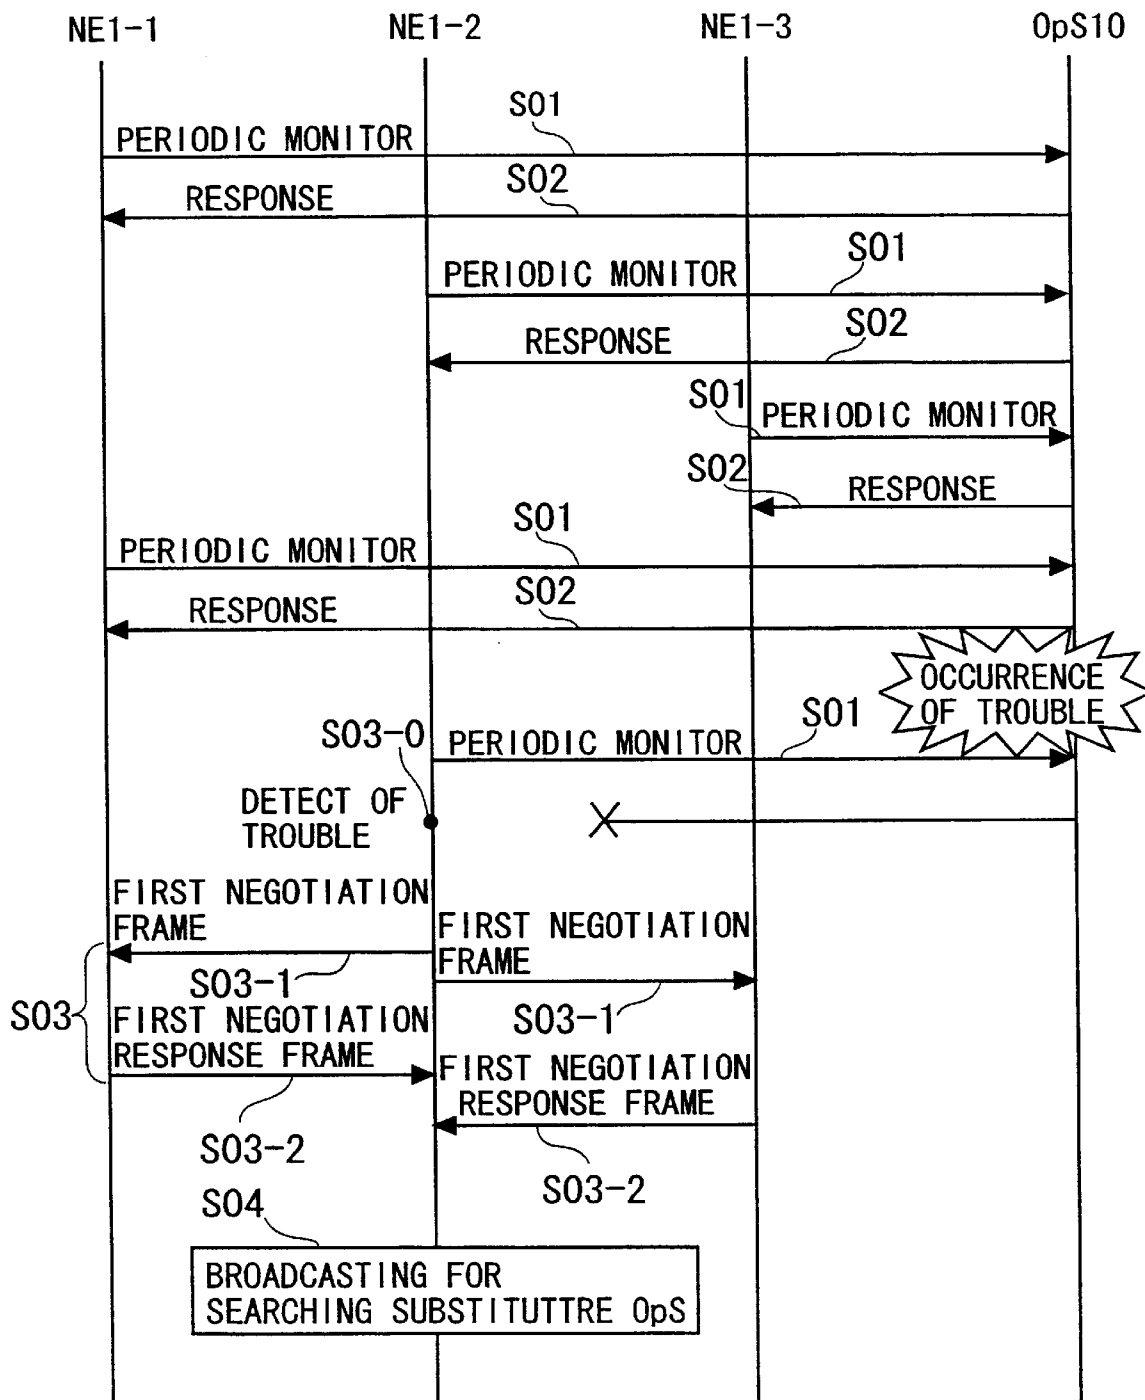 NE1-1 NE1-2 NE1-3 OpS10
S01
PERIODIC MONITOR
S02
RESPONSE
S01
PERIODIC MONITOR
S02
RESPONSE
S01
PERIODIC MONITOR
S02
RESPONSE
S01
PERIODIC MONITOR
S02
RESPONSE
OCCURRENCE
OF TROUBLE
S01
S03-0
PERIODIC MONITOR
DETECT OF
TROUBLE
FIRST NEGOTIATION
FRAME
FIRST NEGOTIATION
FRAME
S03-1
S03-1
S03
FIRST NEGOTIATION
RESPONSE FRAME
FIRST NEGOTIATION
RESPONSE FRAME
S03-2
S03-2
S04
BROADCASTING FOR
SEARCHING SUBSTITUTTRE OpS